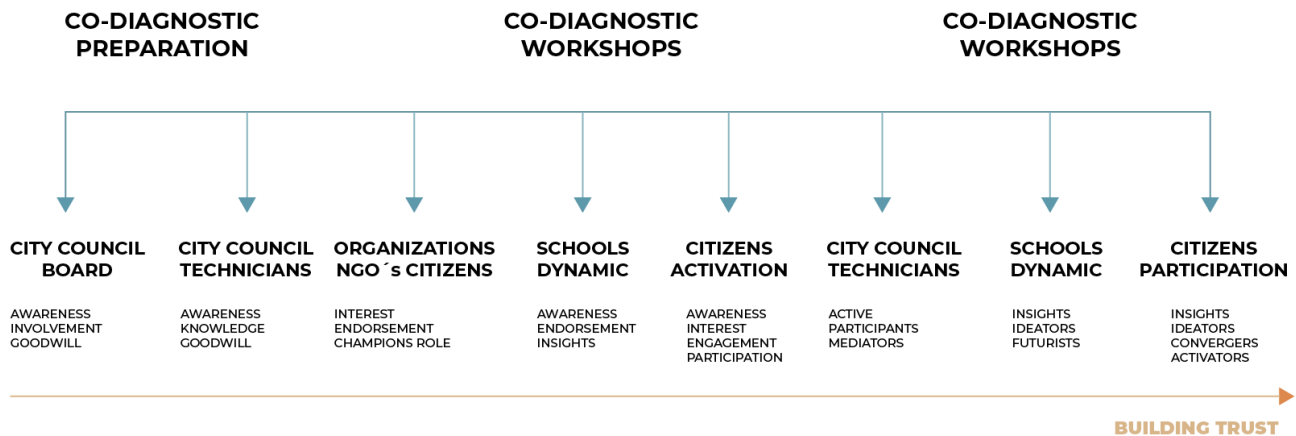 CO-DIAGNOSTIC
PREPARATION
CO-DIAGNOSTIC
WORKSHOPS
CO-DIAGNOSTIC
WORKSHOPS
CITY COUNCIL
BOARD
AWARENESS
INVOLVEMENT
GOODWILL
CITY COUNCIL
TECHNICIANS
AWARENESS
KNOWLEDGE
GOODWILL
ORGANIZATIONS
NGO´s CITIZENS
INTEREST
ENDORSEMENT
CHAMPIONS ROLE
SCHOOLS
DYNAMIC
AWARENESS
ENDORSEMENT
INSIGHTS
CITIZENS
ACTIVATION
AWARENESS
INTEREST
ENGAGEMENT
PARTICIPATION
CITY COUNCIL
TECHNICIANS
ACTIVE
PARTICIPANTS
MEDIATORS
SCHOOLS
DYNAMIC
INSIGHTS
IDEATORS
FUTURISTS
CITIZENS
PARTICIPATION
INSIGHTS
IDEATORS
CONVERGERS
ACTIVATORS
BUILDING TRUST